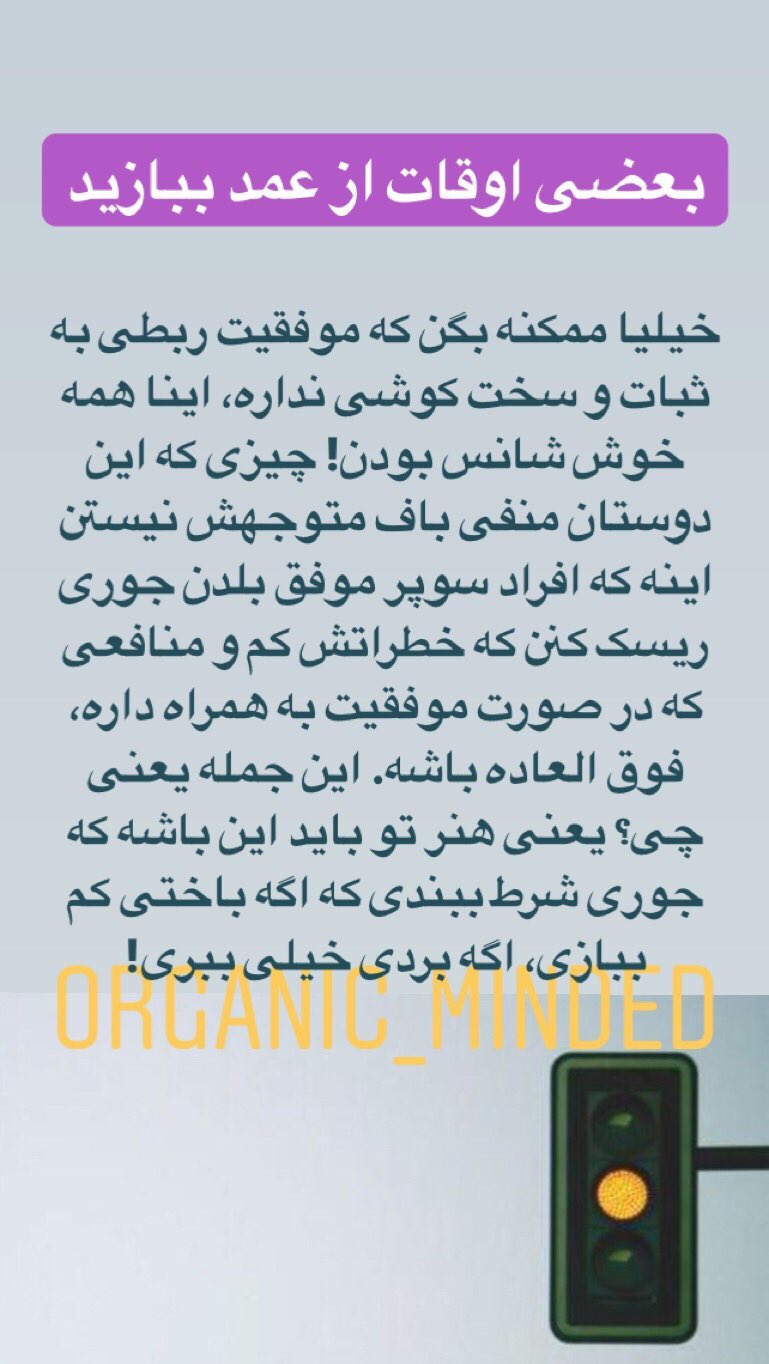 بعضی اوقات از عمد ببازید
خیلیا ممکنه بگن که موفقیت ربطی به
ثبات و سخت کوشی نداره، اینا همه
خوش شانس بودن! چیزی که این
دوستان منفی باف متوجهش نیستن
اینه که افراد سوپر موفق بلدن جوری
ریسک کنن که خطراتش کم و منافعی
که در صورت موفقیت به همراه داره،
فوق العاده باشه. این جمله یعنی
چی؟ یعنی هنر تو باید این باشه که
جوری شرط ببندی که اگه باختی کم
ببازی، اگه بردی خیلی ببری!
ORGANIC_MINDED